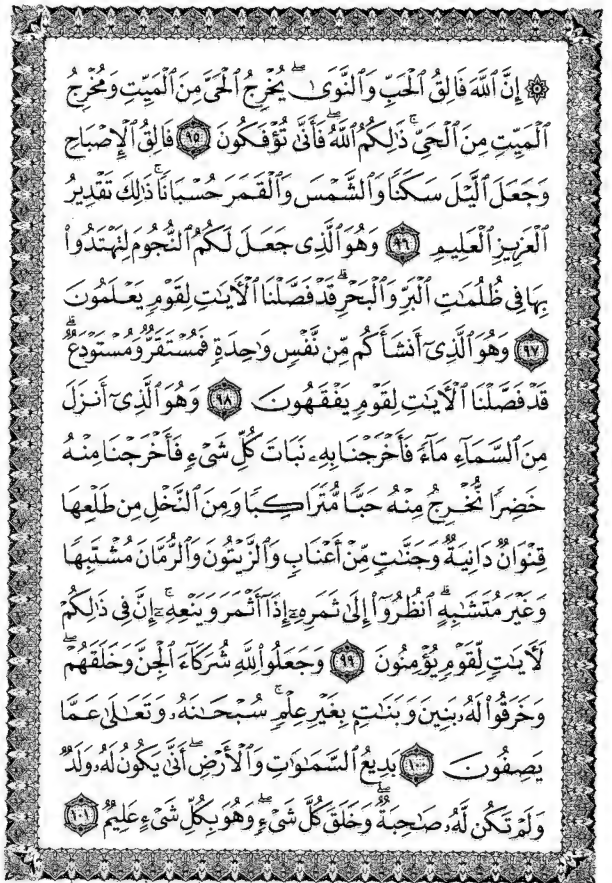 ۞ إِنَّ ٱللَّهَ فَالِقُ ٱلْحَبِّ وَٱلنَّوَىٰ ۖ يُخْرِجُ ٱلْحَىَّ مِنَ ٱلْمَيِّتِ وَمُخْرِجُ
ٱلْمَيِّتِ مِنَ ٱلْحَىِّ ۚ ذَٰلِكُمُ ٱللَّهُ ۖ فَأَنَّىٰ تُؤْفَكُونَ ٩٥ فَالِقُ ٱلْإِصْبَاحِ
وَجَعَلَ ٱلَّيْلَ سَكَنًا وَٱلشَّمْسَ وَٱلْقَمَرَ حُسْبَانًا ۚ ذَٰلِكَ تَقْدِيرُ
ٱلْعَزِيزِ ٱلْعَلِيمِ ٩٦ وَهُوَ ٱلَّذِى جَعَلَ لَكُمُ ٱلنُّجُومَ لِتَهْتَدُوا۟
بِهَا فِى ظُلُمَٰتِ ٱلْبَرِّ وَٱلْبَحْرِ ۗ قَدْ فَصَّلْنَا ٱلْءَايَٰتِ لِقَوْمٍ يَعْلَمُونَ
٩٧ وَهُوَ ٱلَّذِىٓ أَنشَأَكُم مِّن نَّفْسٍ وَٰحِدَةٍ فَمُسْتَقَرٌّ وَمُسْتَوْدَعٌ ۗ
قَدْ فَصَّلْنَا ٱلْءَايَٰتِ لِقَوْمٍ يَفْقَهُونَ ٩٨ وَهُوَ ٱلَّذِىٓ أَنزَلَ
مِنَ ٱلسَّمَآءِ مَآءً فَأَخْرَجْنَا بِهِۦ نَبَاتَ كُلِّ شَىْءٍ فَأَخْرَجْنَا مِنْهُ
خَضِرًا نُّخْرِجُ مِنْهُ حَبًّا مُّتَرَاكِبًا وَمِنَ ٱلنَّخْلِ مِن طَلْعِهَا
قِنْوَانٌ دَانِيَةٌ وَجَنَّٰتٍ مِّنْ أَعْنَابٍ وَٱلزَّيْتُونَ وَٱلرُّمَّانَ مُشْتَبِهًا
وَغَيْرَ مُتَشَٰبِهٍ ۗ ٱنظُرُوٓا۟ إِلَىٰ ثَمَرِهِۦٓ إِذَآ أَثْمَرَ وَيَنْعِهِۦٓ ۚ إِنَّ فِى ذَٰلِكُمْ
لَءَايَٰتٍ لِّقَوْمٍ يُؤْمِنُونَ ٩٩ وَجَعَلُوا۟ لِلَّهِ شُرَكَآءَ ٱلْجِنَّ وَخَلَقَهُمْ ۖ
وَخَرَقُوا۟ لَهُۥ بَنِينَ وَبَنَٰتٍۭ بِغَيْرِ عِلْمٍ ۚ سُبْحَٰنَهُۥ وَتَعَٰلَىٰ عَمَّا
يَصِفُونَ ١٠٠ بَدِيعُ ٱلسَّمَٰوَٰتِ وَٱلْأَرْضِ ۖ أَنَّىٰ يَكُونُ لَهُۥ وَلَدٌ
وَلَمْ تَكُن لَّهُۥ صَٰحِبَةٌ ۖ وَخَلَقَ كُلَّ شَىْءٍ ۖ وَهُوَ بِكُلِّ شَىْءٍ عَلِيمٌ ١٠١